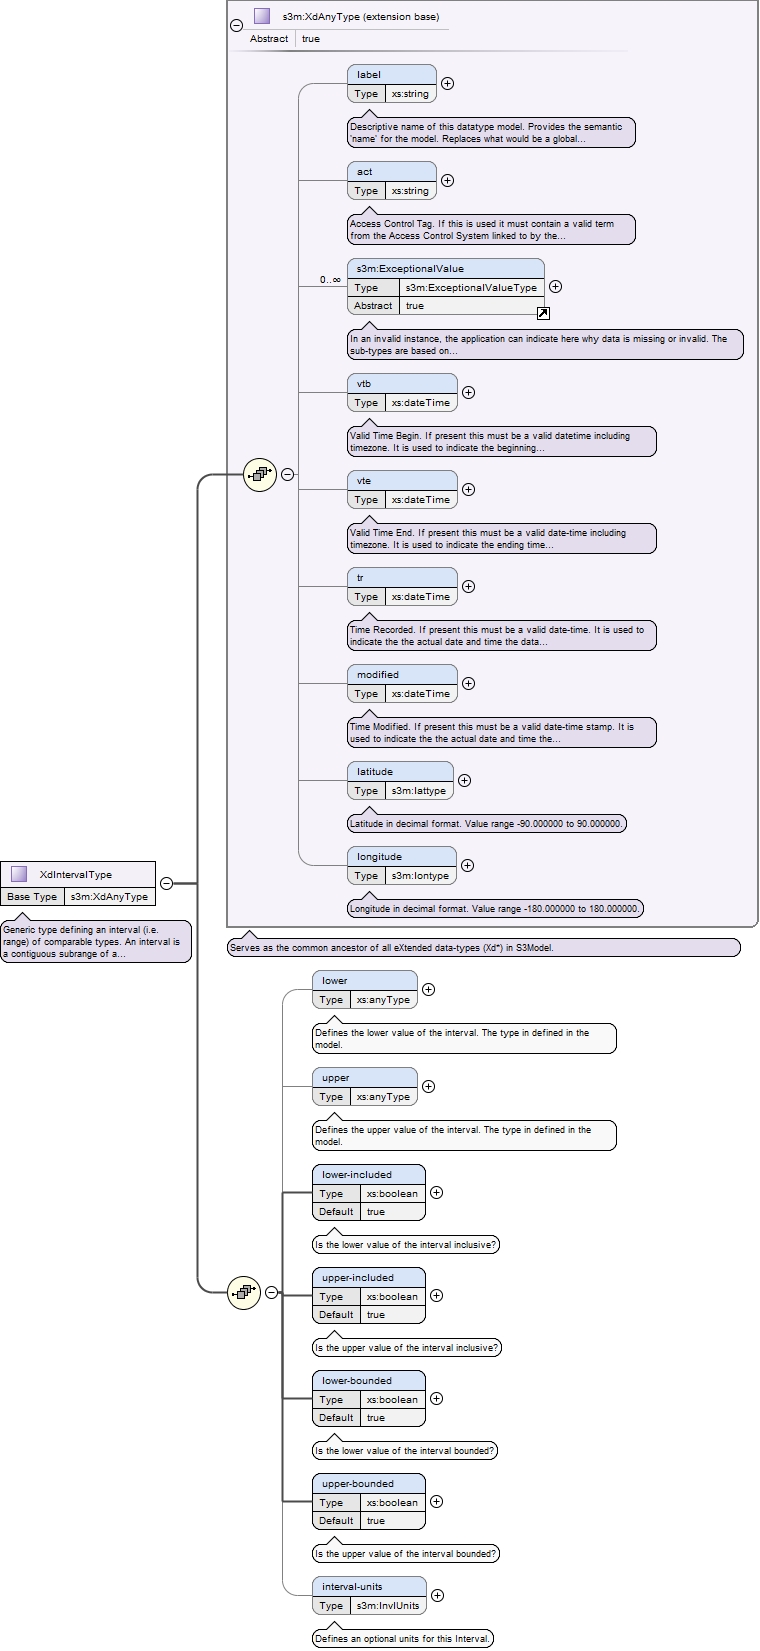 s3m:XdAnyType (extension base)
Abstract true
label
Type xs:string
Descriptive name of this datatype model. Provides the semantic
'name' for the model. Replaces what would be a global...
act
Type xs:string
Access Control Tag. If this is used it must contain a valid term
from the Access Control System linked to by the...
0..∞
s3m:ExceptionalValue
Type s3m:ExceptionalValueType
Abstract true
In an invalid instance, the application can indicate here why data is missing or invalid. The
sub-types are based on...
vtb
Type xs:dateTime
Valid Time Begin. If present this must be a valid datetime including
timezone. It is used to indicate the beginning...
vte
Type xs:dateTime
Valid Time End. If present this must be a valid date-time including
timezone. It is used to indicate the ending time...
tr
Type xs:dateTime
Time Recorded. If present this must be a valid date-time. It is used to
indicate the the actual date and time the data...
modified
Type xs:dateTime
Time Modified. If present this must be a valid date-time stamp. It is
used to indicate the the actual date and time the...
latitude
Type s3m:lattype
Latitude in decimal format. Value range -90.000000 to 90.000000.
longitude
Type s3m:lontype
Longitude in decimal format. Value range -180.000000 to 180.000000.
XdIntervalType
Base Type s3m:XdAnyType
Generic type defining an interval (i.e.
range) of comparable types. An interval is
a contiguous subrange of a...
Serves as the common ancestor of all eXtended data-types (Xd*) in S3Model.
lower
Type xs:anyType
Defines the lower value of the interval. The type in defined in the
model.
upper
Type xs:anyType
Defines the upper value of the interval. The type in defined in the
model.
lower-included
Type xs:boolean
Default true
Is the lower value of the interval inclusive?
upper-included
Type xs:boolean
Default true
Is the upper value of the interval inclusive?
lower-bounded
Type xs:boolean
Default true
Is the lower value of the interval bounded?
upper-bounded
Type xs:boolean
Default true
Is the upper value of the interval bounded?
interval-units
Type s3m:InvlUnits
Defines an optional units for this Interval.